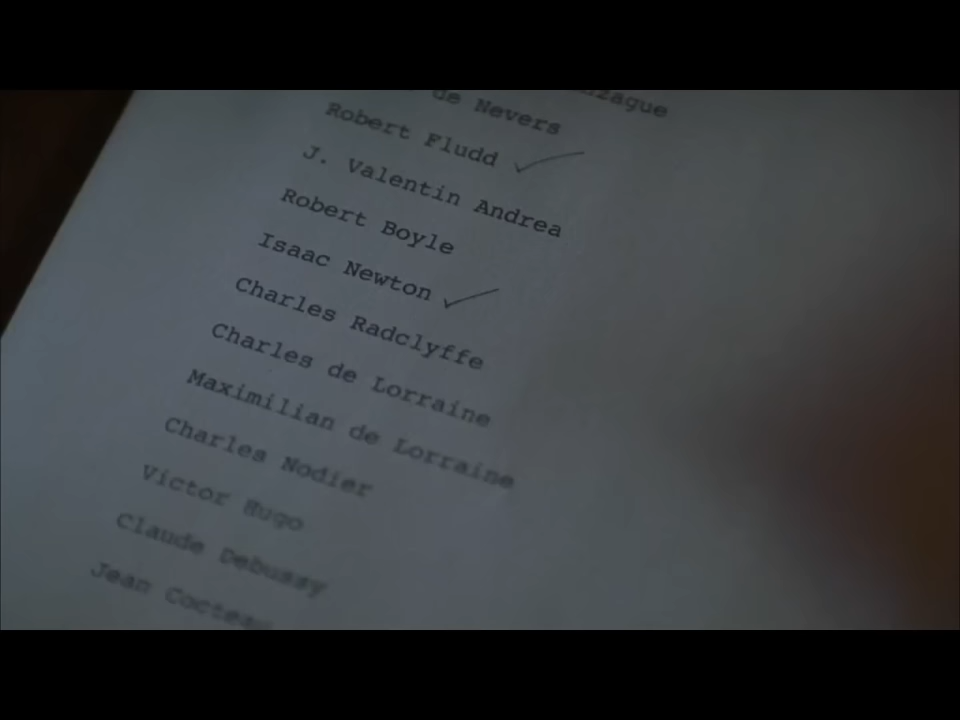 de Nevers
Robert Fludd
J. Valentin Andrea
Robert Boyle
Isaac Newton
Charles Radclyffe
Charles de Lorraine
Maximilian de Lorraine
Charles Nodier
Victor Hugo
Claude Debussy
Jean Cocteau